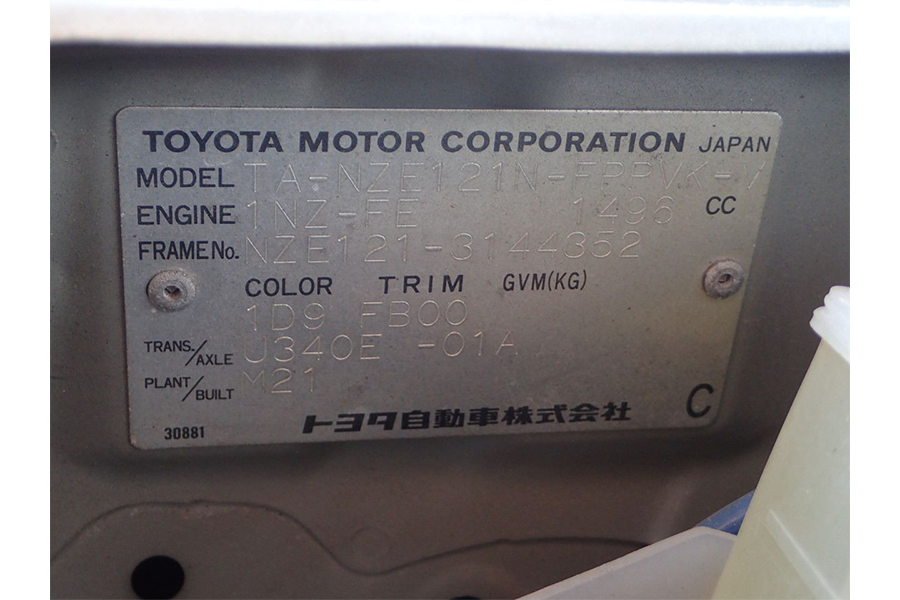 TOYOTA MOTOR CORPORATION JAPAN
MODEL TA-NZE121N-FPPVK-V
ENGINE 1NZ-FE 1496 CC
FRAME No. NZE121-3144352
COLOR TRIM GVM(KG)
1D9 FB00
TRANS./AXLE U340E -01A
PLANT/BUILT M21
30881 トヨタ自動車株式会社 C